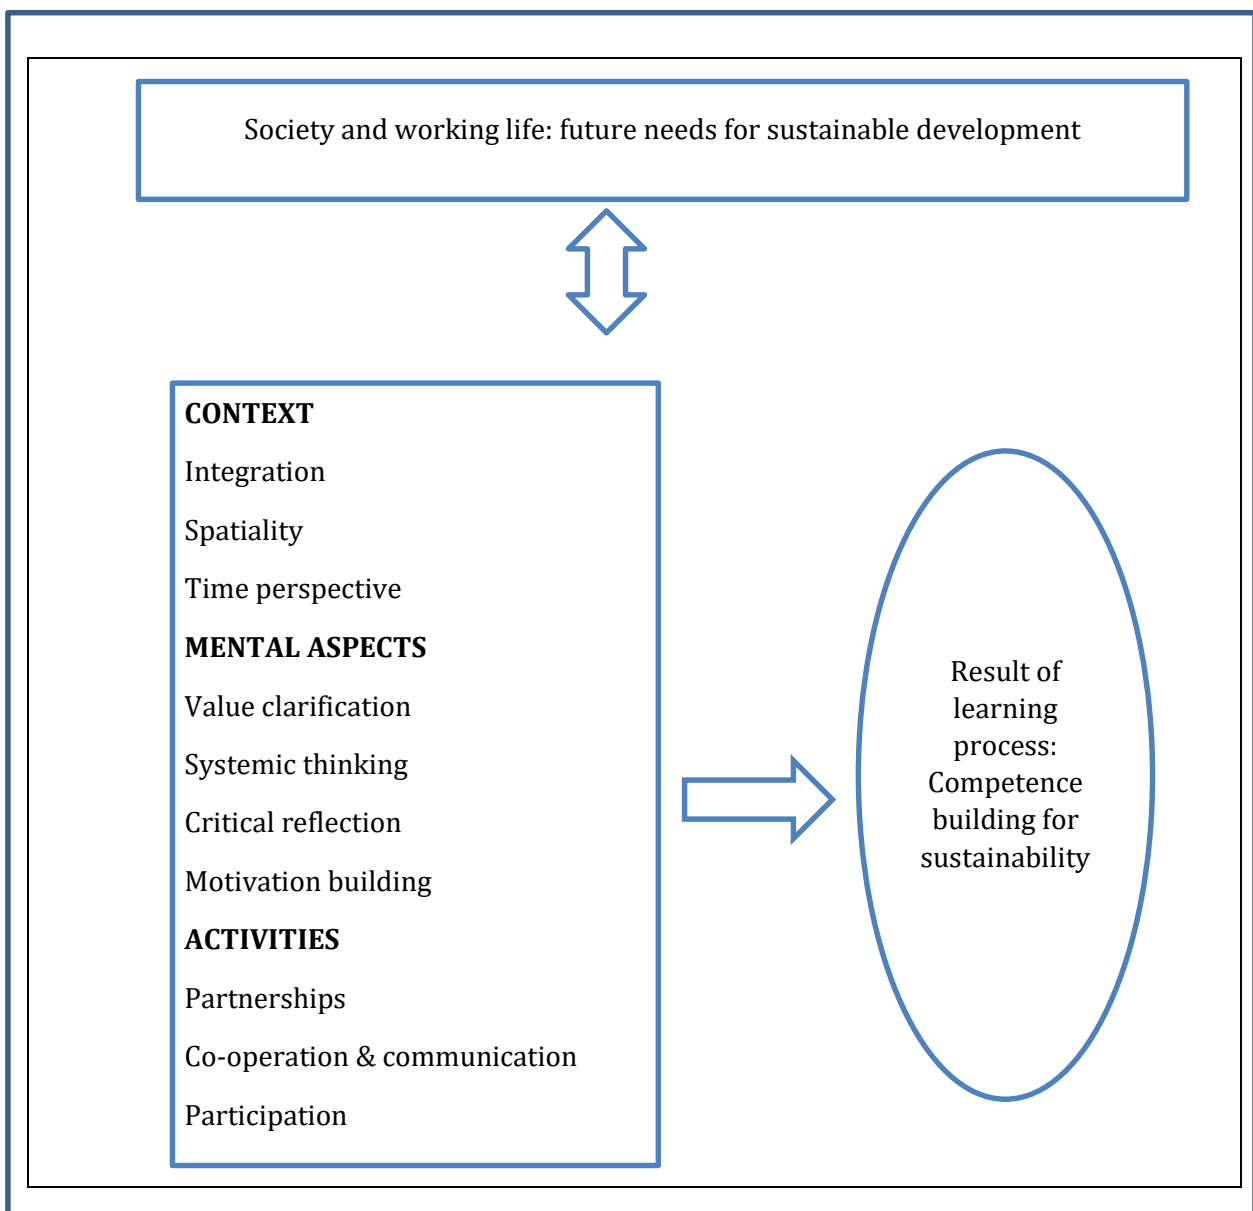 Society and working life: future needs for sustainable development
CONTEXT
Integration
Spatiality
Time perspective
MENTAL ASPECTS
Value clarification
Systemic thinking
Critical reflection
Motivation building
ACTIVITIES
Partnerships
Co-operation & communication
Participation
Result of
learning
process:
Competence
building for
sustainability